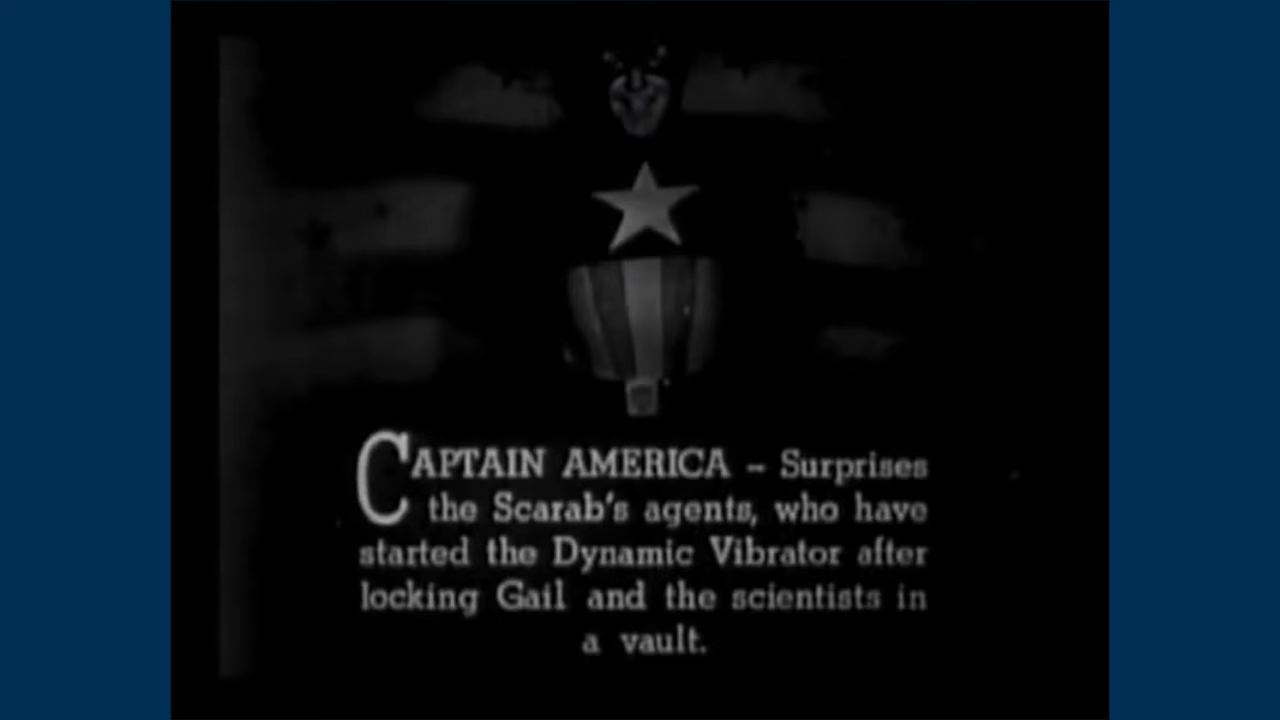 CAPTAIN AMERICA – Surprises
the Scarab's agents, who have
started the Dynamic Vibrator after
locking Gail and the scientists in
a vault.